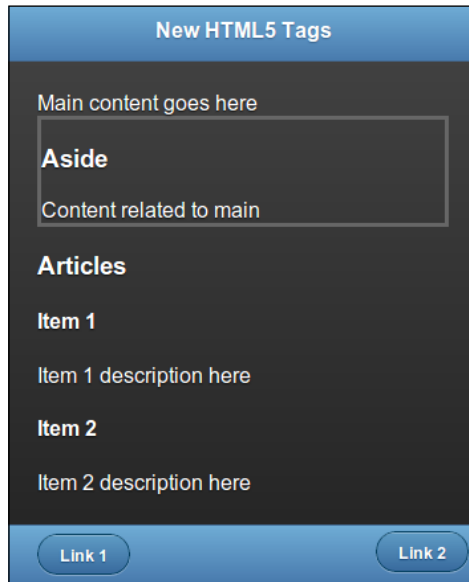 New HTML5 Tags
Main content goes here
Aside
Content related to main
Articles
Item 1
Item 1 description here
Item 2
Item 2 description here
Link 1
Link 2